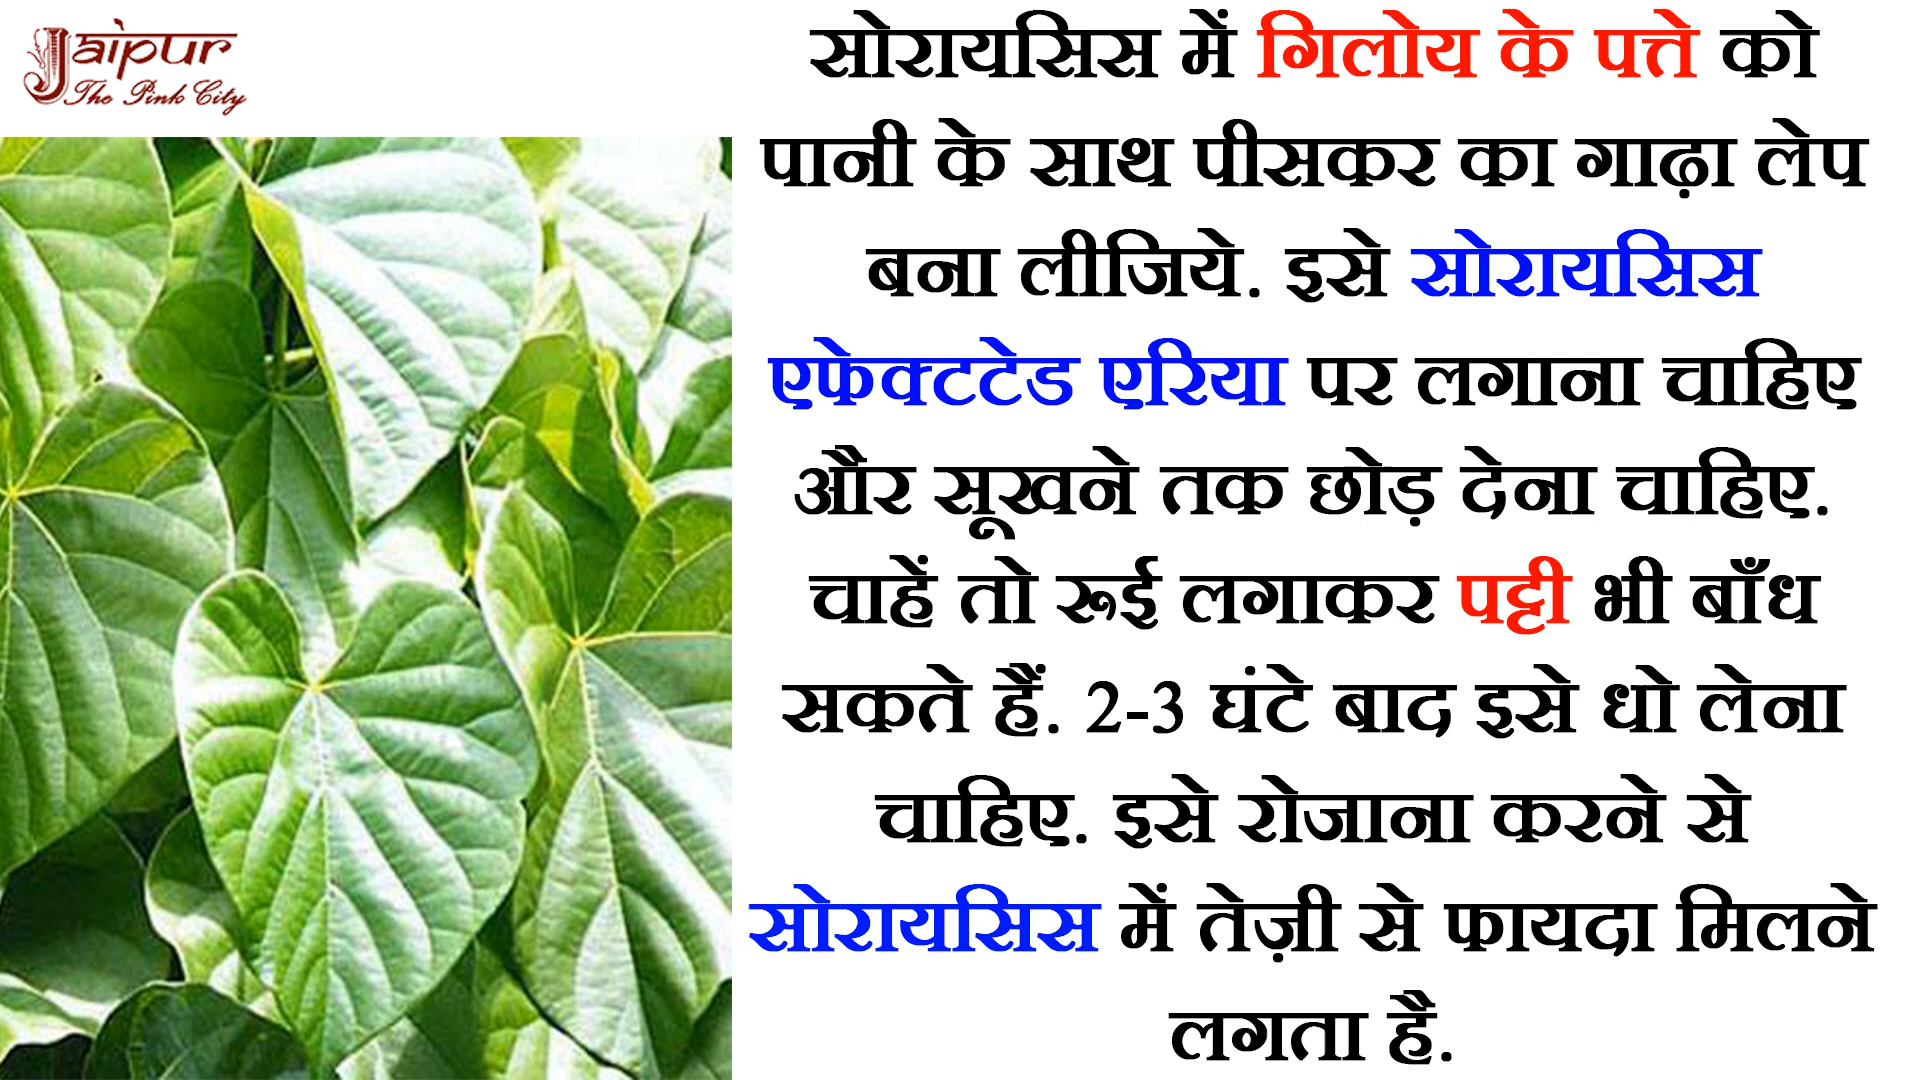 Jaipur
The Pink City
सोरायसिस में गिलोय के पत्ते को
पानी के साथ पीसकर का गाढ़ा लेप
बना लीजिये. इसे सोरायसिस
एफेक्टटेड एरिया पर लगाना चाहिए
और सूखने तक छोड़ देना चाहिए.
चाहें तो रूई लगाकर पट्टी भी बाँध
सकते हैं. 2-3 घंटे बाद इसे धो लेना
चाहिए. इसे रोजाना करने से
सोरायसिस में तेज़ी से फायदा मिलने
लगता है.